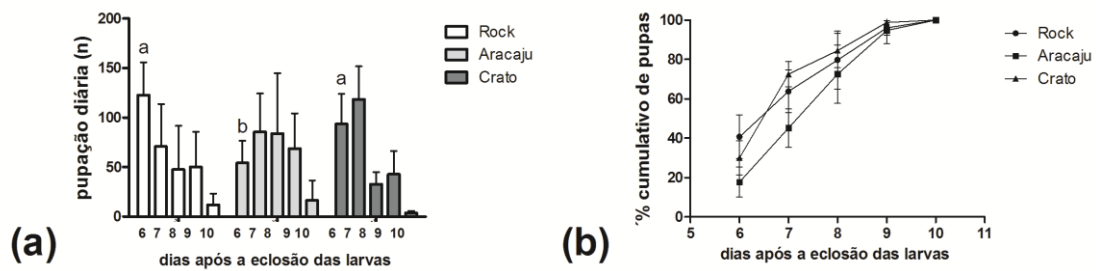 200
150
100
50
0
pupação diária (n)
a
b
a
Rock
Aracaju
Crato
6 7 8 9 10 6 7 8 9 10 6 7 8 9 10
dias após a eclosão das larvas
(a)
100
80
60
40
20
0
´% cumulativo de pupas
Rock
Aracaju
Crato
5 6 7 8 9 10 11
dias após a eclosão das larvas
(b)